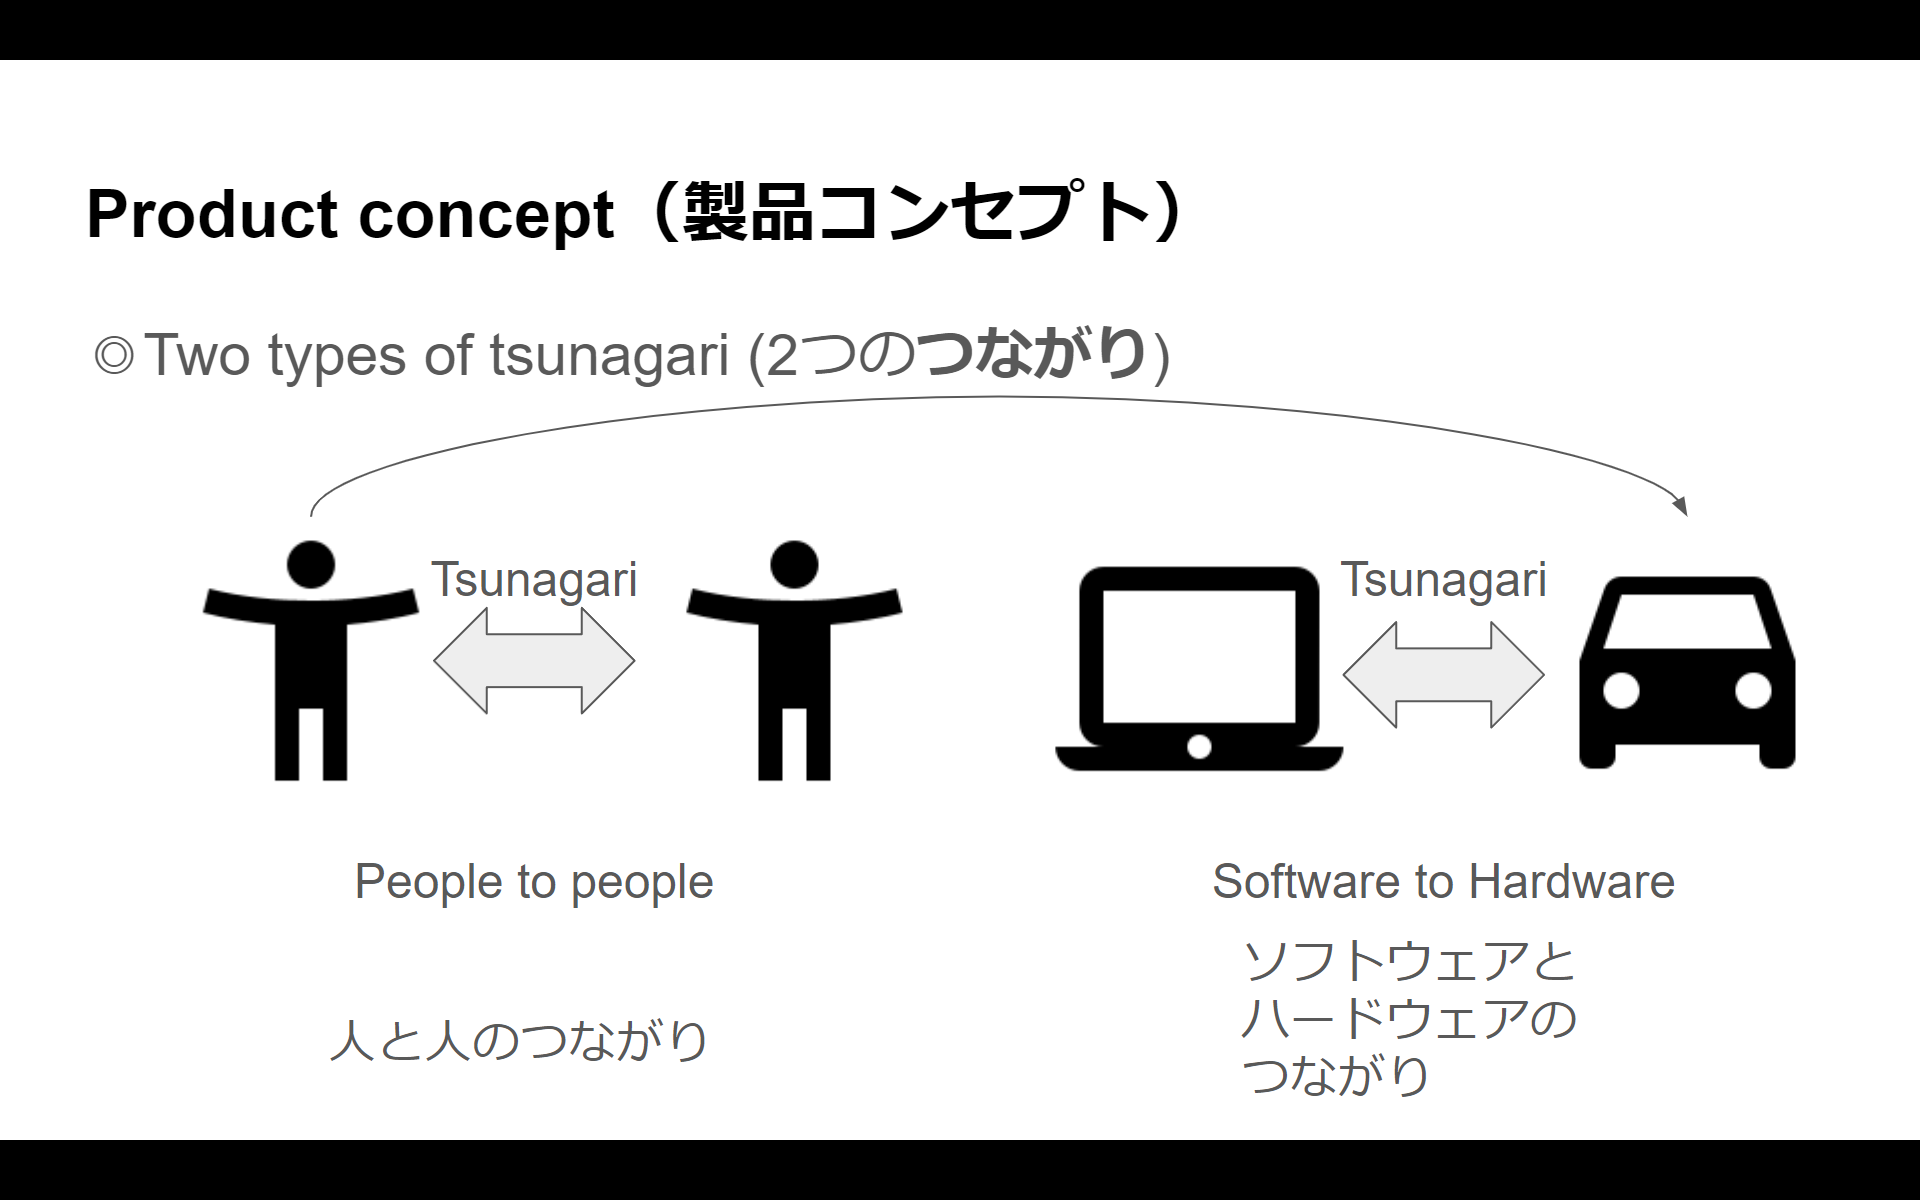 Product concept（製品コンセプト）
◎Two types of tsunagari (2つのつながり)
Tsunagari
Tsunagari
People to people
Software to Hardware
人と人のつながり
ソフトウェアと
ハードウェアの
つながり